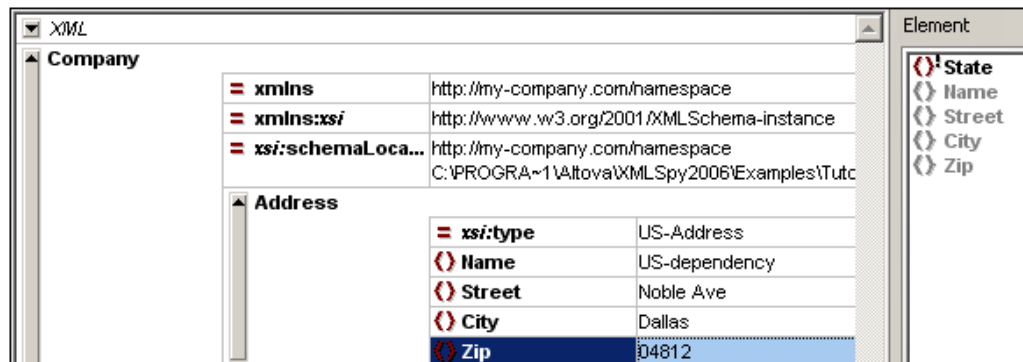 XML
Element
Company
State
= xmlns http://my-company.com/namespace
Name
= xmlns:xsi http://www.w3.org/2001/XMLSchema-instance
Street
= xsi:schemaLoca... http://my-company.com/namespace
City
C:\PROGRA~1\Altova\XMLSpy2006\Examples\Tuto
Zip
Address
= xsi:type US-Address
() Name US-dependency
() Street Noble Ave
() City Dallas
() Zip 04812